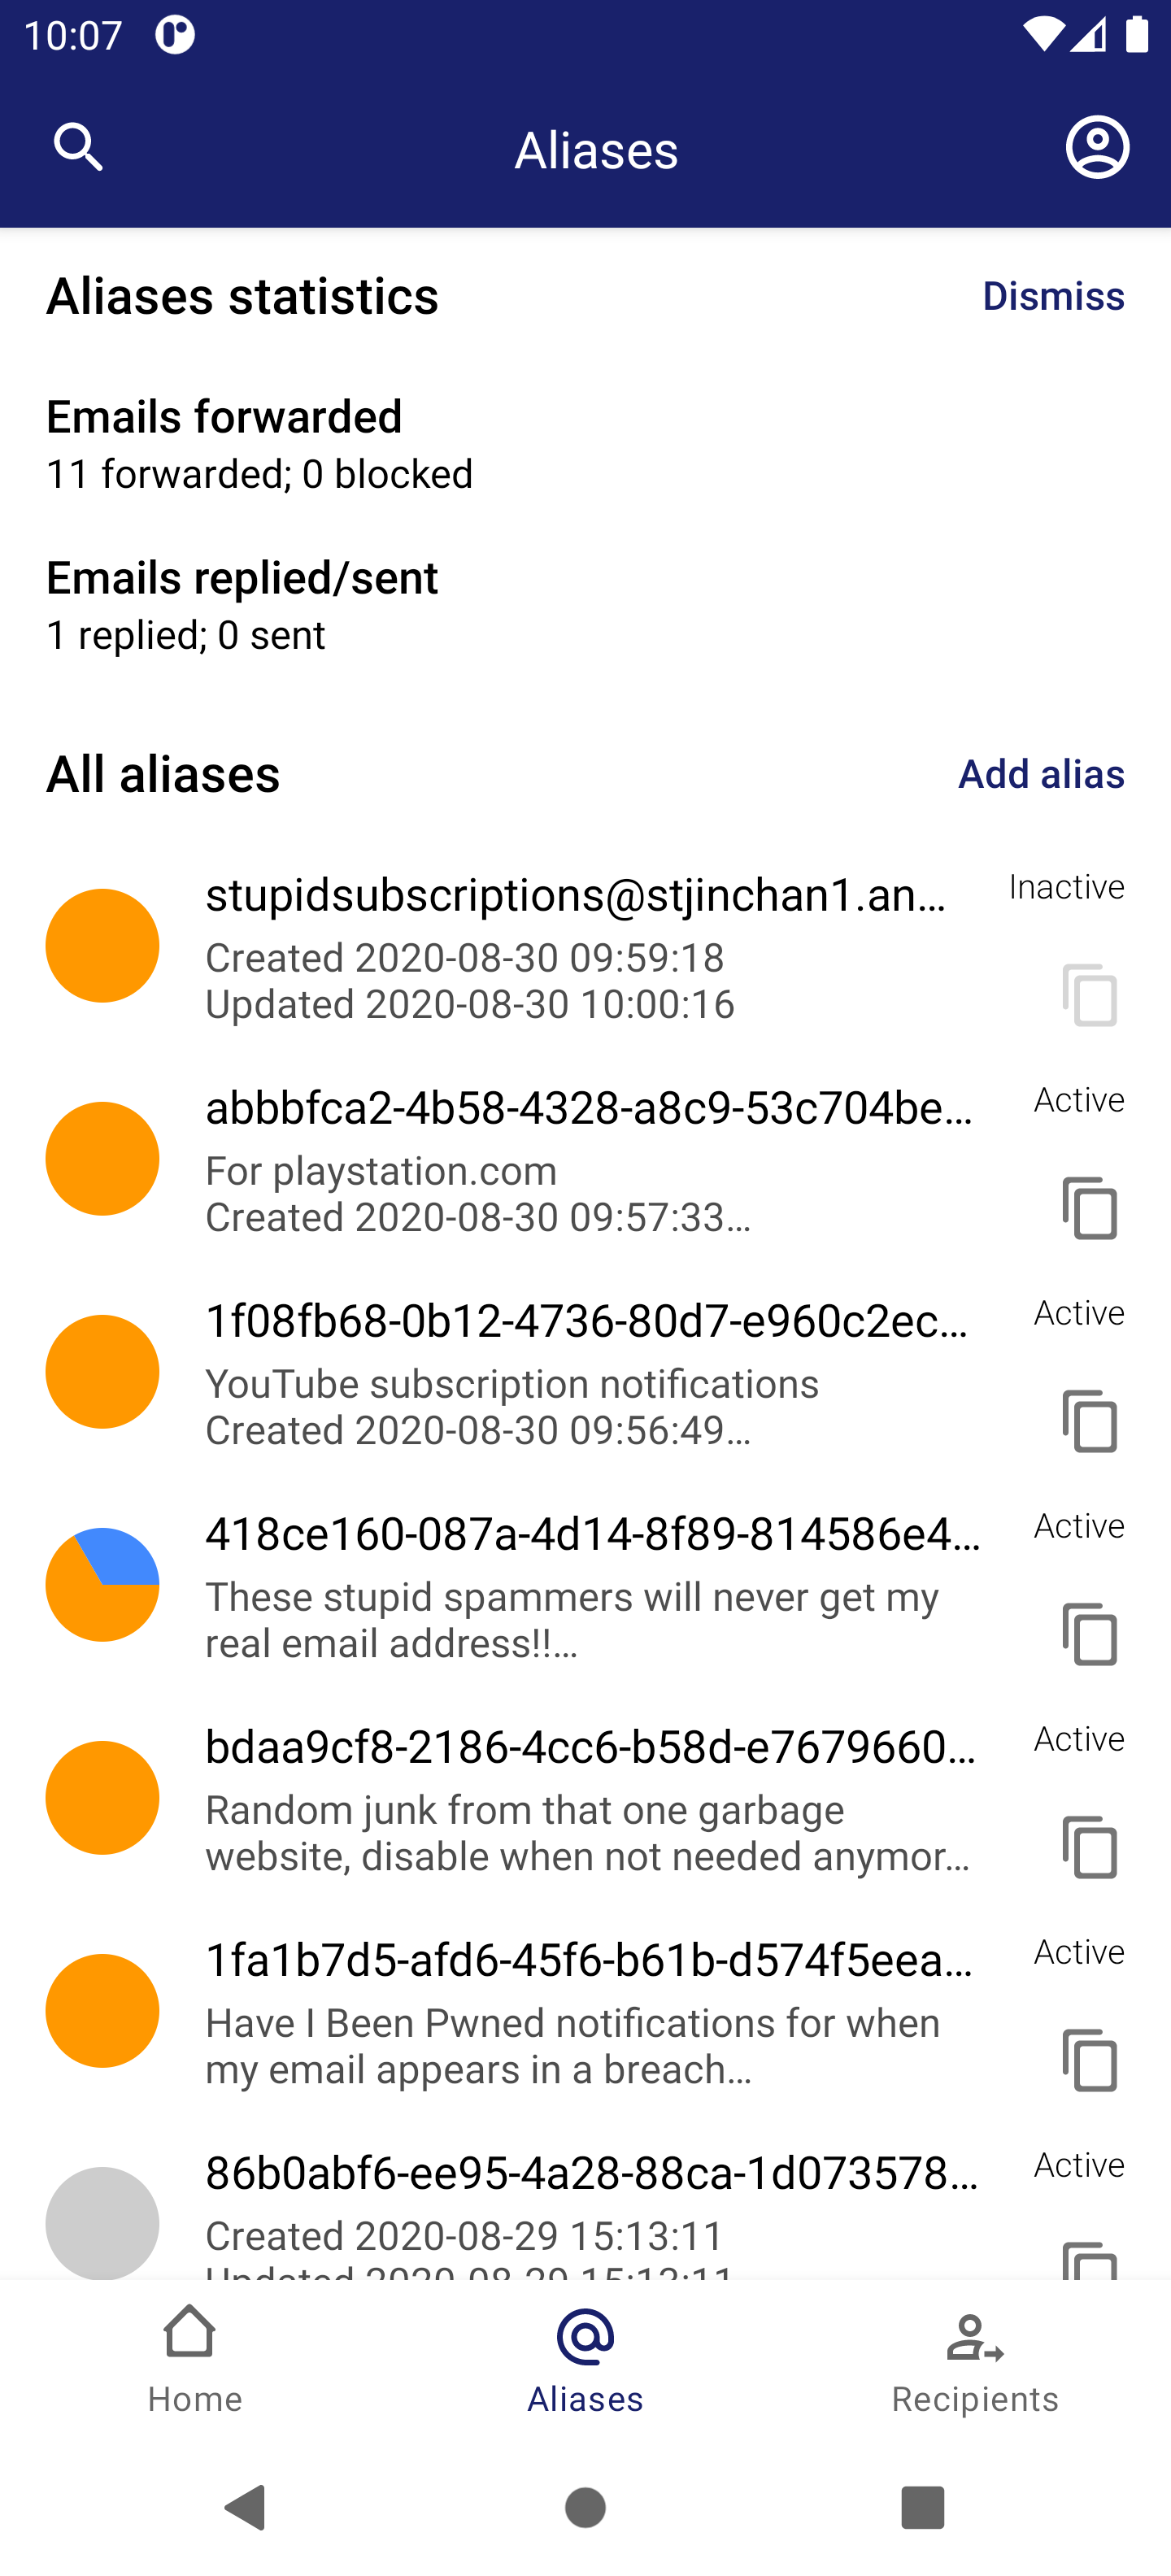 10:07
Aliases
Aliases statistics
Dismiss
Emails forwarded
11 forwarded; 0 blocked
Emails replied/sent
1 replied; 0 sent
All aliases
Add alias
stupidsubscriptions@stjinchan1.an...
Inactive
Created 2020-08-30 09:59:18
Updated 2020-08-30 10:00:16
abbbfca2-4b58-4328-a8c9-53c704be...
Active
For playstation.com
Created 2020-08-30 09:57:33...
1f08fb68-0b12-4736-80d7-e960c2ec...
Active
YouTube subscription notifications
Created 2020-08-30 09:56:49...
418ce160-087a-4d14-8f89-814586e4...
Active
These stupid spammers will never get my
real email address!!...
bdaa9cf8-2186-4cc6-b58d-e7679660...
Active
Random junk from that one garbage
website, disable when not needed anymor...
1fa1b7d5-afd6-45f6-b61b-d574f5eea...
Active
Have I Been Pwned notifications for when
my email appears in a breach...
86b0abf6-ee95-4a28-88ca-1d073578...
Active
Created 2020-08-29 15:13:11
Updated 2020-08-29 15:13:11
Home
Aliases
Recipients